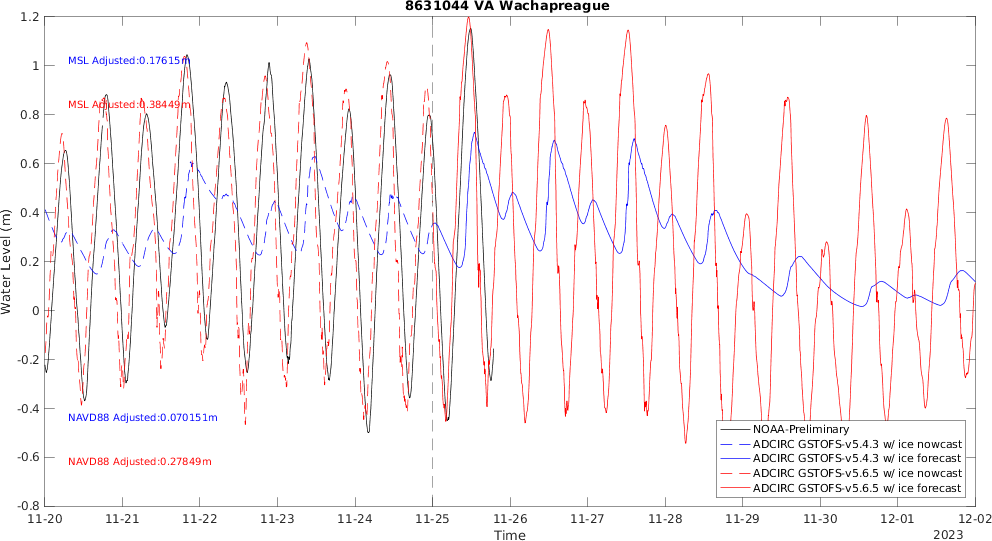 8631044 VA Wachapreague
1.2
1
0.8
0.6
0.4
0.2
0
-0.2
-0.4
-0.6
-0.8
Water Level (m)
MSL Adjusted:0.17615m
MSL Adjusted:0.38449m
NAVD88 Adjusted:0.070151m
NAVD88 Adjusted:0.27849m
NOAA-Preliminary
ADCIRC GSTOFS-v5.4.3 w/ ice nowcast
ADCIRC GSTOFS-v5.4.3 w/ ice forecast
ADCIRC GSTOFS-v5.6.5 w/ ice nowcast
ADCIRC GSTOFS-v5.6.5 w/ ice forecast
11-20 11-21 11-22 11-23 11-24 11-25 11-26 11-27 11-28 11-29 11-30 12-01 12-02
Time
2023